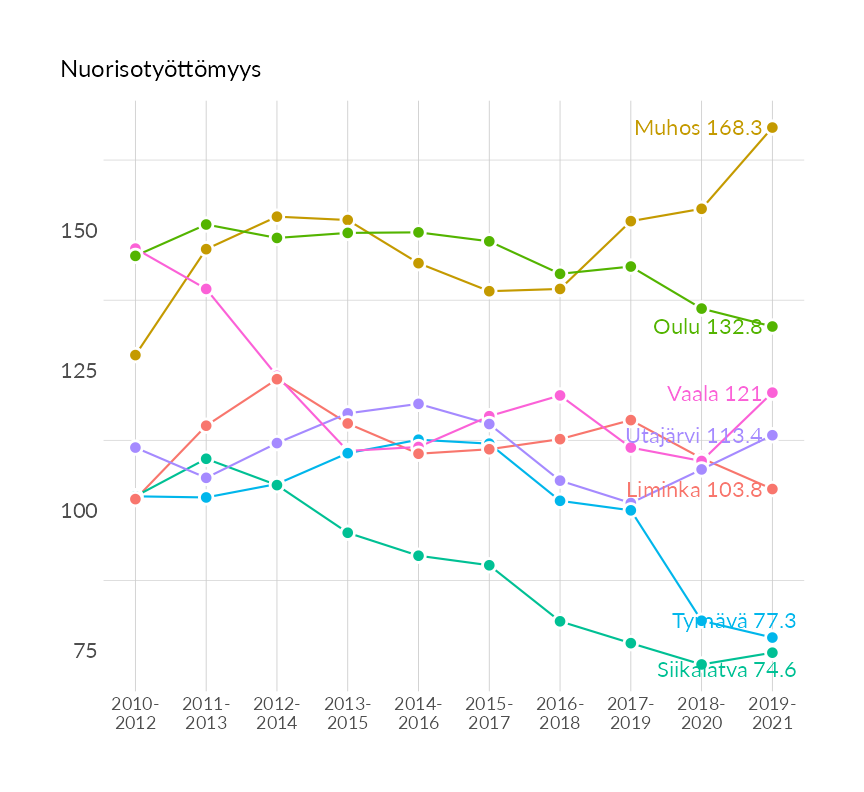 Nuorisotyöttömyys
Muhos 168.3
150
Oulu 132.8
125
Vaala 121
Utajärvi 113.4
Liminka 103.8
100
Tyrnävä 77.3
75
Siikalatva 74.6
2010- 2011- 2012- 2013- 2014- 2015- 2016- 2017- 2018- 2019-
2012 2013 2014 2015 2016 2017 2018 2019 2020 2021